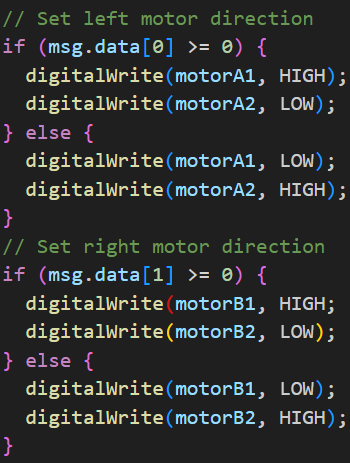 // Set left motor direction
if (msg.data[0] >= 0) {
  digitalWrite(motorA1, HIGH);
  digitalWrite(motorA2, LOW);
} else {
  digitalWrite(motorA1, LOW);
  digitalWrite(motorA2, HIGH);
}
// Set right motor direction
if (msg.data[1] >= 0) {
  digitalWrite(motorB1, HIGH;
  digitalWrite(motorB2, LOW);
} else {
  digitalWrite(motorB1, LOW);
  digitalWrite(motorB2, HIGH);
}